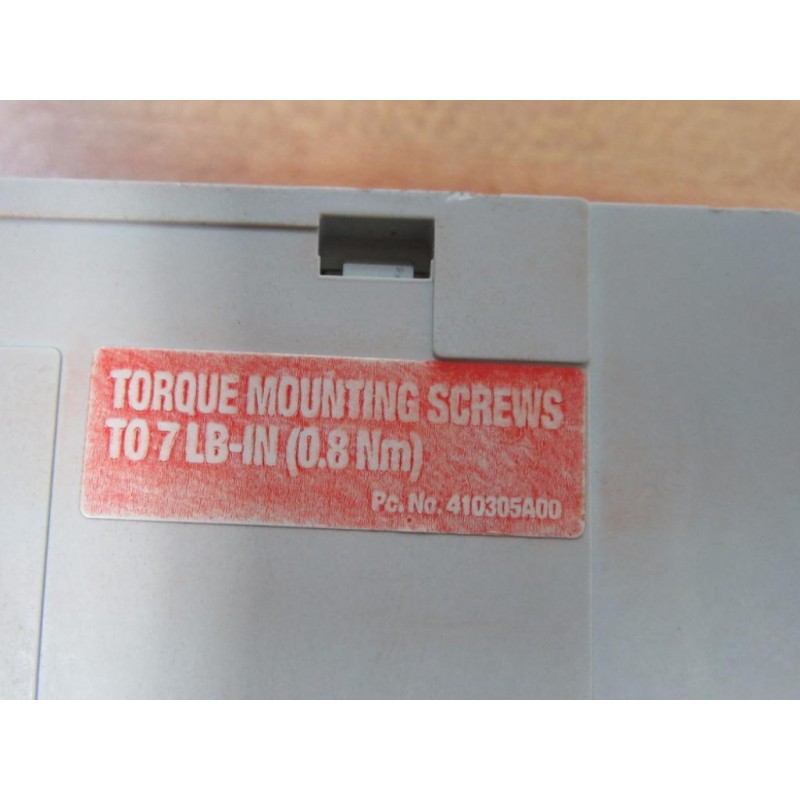 TORQUE MOUNTING SCREWS
TO 7 LB-IN (0.8 Nm)
Pc. No. 410305A00